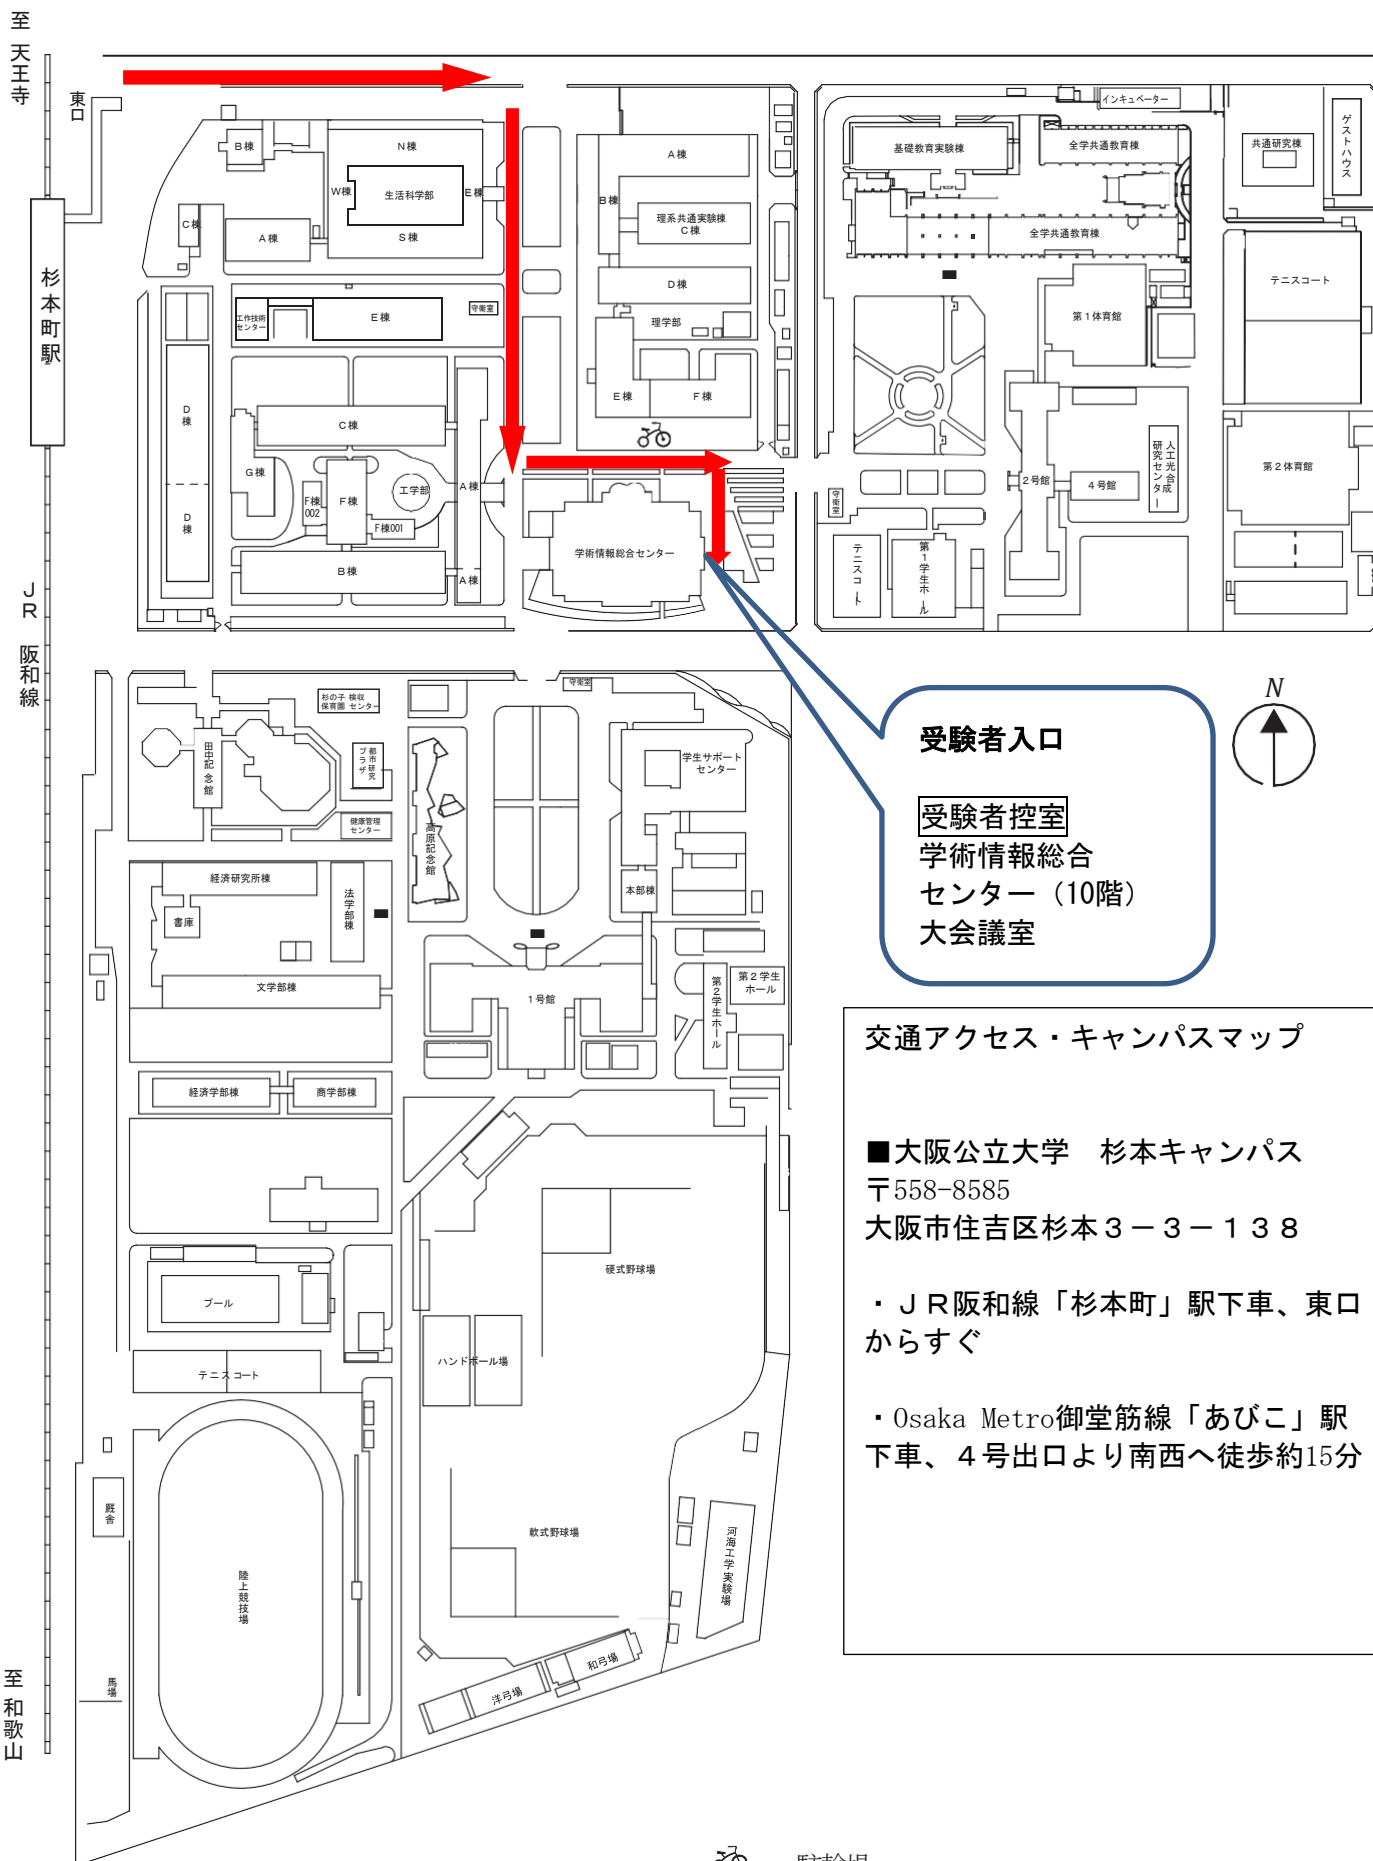 至 天王寺
東口
杉本町駅
JR 阪和線
至 和歌山
B棟
N棟
W棟
生活科学部
E棟
C棟
A棟
S棟
工作技術
センター
E棟
守衛室
D棟
D棟
C棟
G棟
F棟
002
F棟
工学部
A棟
F棟001
B棟
A棟
A棟
B棟
理系共通実験棟
C棟
D棟
理学部
E棟
F棟
学術情報総合センター
インキュベーター
基礎教育実験棟
全学共通教育棟
全学共通教育棟
共通研究棟
ゲストハウス
テニスコート
第1体育館
第2体育館
2号館
4号館
人工光合成
研究センター
守衛室
テニスコート
第1学生ホール
杉の子 検収
保育園 センター
都市研究
プラザ
田中記念館
健康管理
センター
高原記念館
守衛室
学生サポート
センター
本部棟
経済研究所棟
書庫
法学部棟
文学部棟
1号館
第2学生ホール
第2学生
ホール
経済学部棟
商学部棟
プール
テニスコート
硬式野球場
ハンドボール場
軟式野球場
厩舎
陸上競技場
馬場
河海工学実験場
洋弓場
和弓場
駐輪場
N
受験者入口
受験者控室
学術情報総合
センター（10階）
大会議室
交通アクセス・キャンパスマップ
■大阪公立大学　杉本キャンパス
〒558-8585
大阪市住吉区杉本３－３－１３８
・ＪＲ阪和線「杉本町」駅下車、東口
からすぐ
・Osaka Metro御堂筋線「あびこ」駅
下車、４号出口より南西へ徒歩約15分